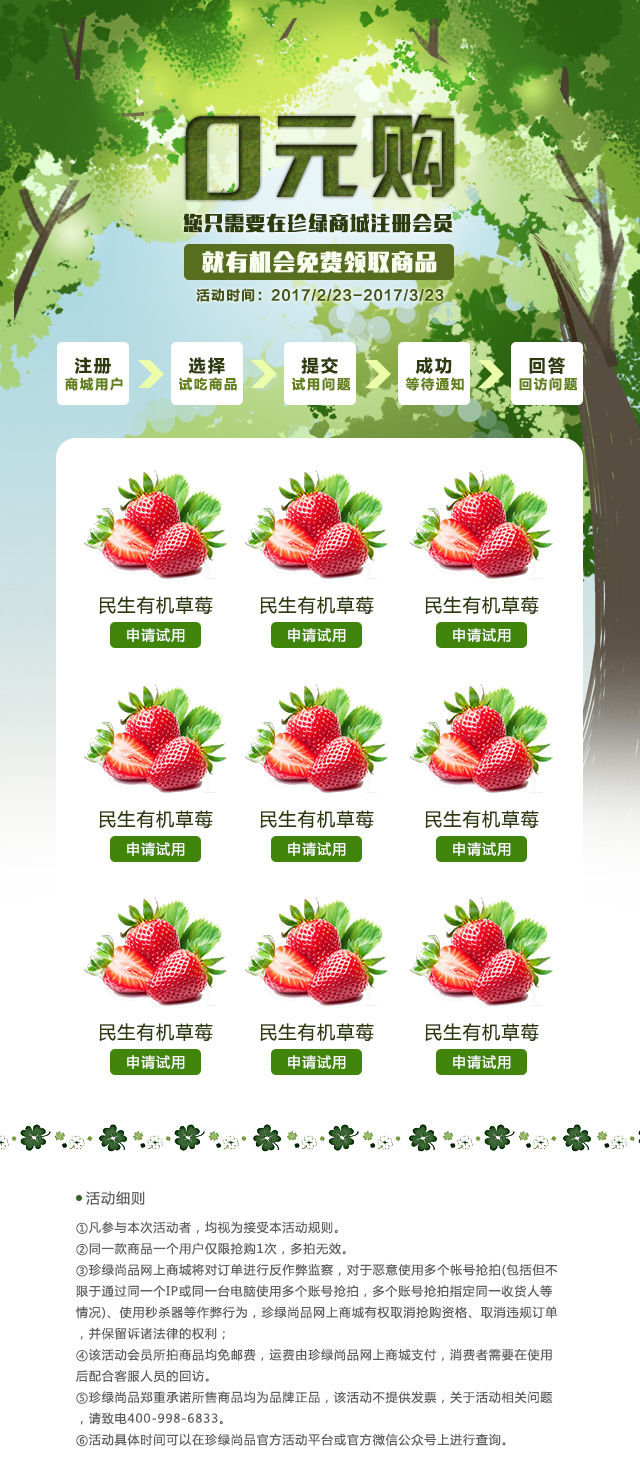 0元购
您只需要在珍绿商城注册会员
就有机会免费领取商品
活动时间：2017/2/23-2017/3/23
注册 选择 提交 成功 回答
商城用户 试吃商品 试用问题 等待通知 回访问题
民生有机草莓 民生有机草莓 民生有机草莓
申请试用 申请试用 申请试用
民生有机草莓 民生有机草莓 民生有机草莓
申请试用 申请试用 申请试用
民生有机草莓 民生有机草莓 民生有机草莓
申请试用 申请试用 申请试用
活动细则
①凡参与本次活动者，均视为接受本活动规则。
②同一款商品一个用户仅限抢购1次，多拍无效。
③珍绿尚品网上商城将对订单进行反作弊监察，对于恶意使用多个帐号抢拍(包括但不
限于通过同一个IP或同一台电脑使用多个账号抢拍，多个账号抢拍指定同一收货人等
情况)、使用秒杀器等作弊行为，珍绿尚品网上商城有权取消抢购资格、取消违规订单
，并保留诉诸法律的权利；
④该活动会员所拍商品均免邮费，运费由珍绿尚品网上商城支付，消费者需要在使用
后配合客服人员的回访。
⑤珍绿尚品郑重承诺所售商品均为品牌正品，该活动不提供发票，关于活动相关问题
，请致电400-998-6833。
⑥活动具体时间可以在珍绿尚品官方活动平台或官方微信公众号上进行查询。